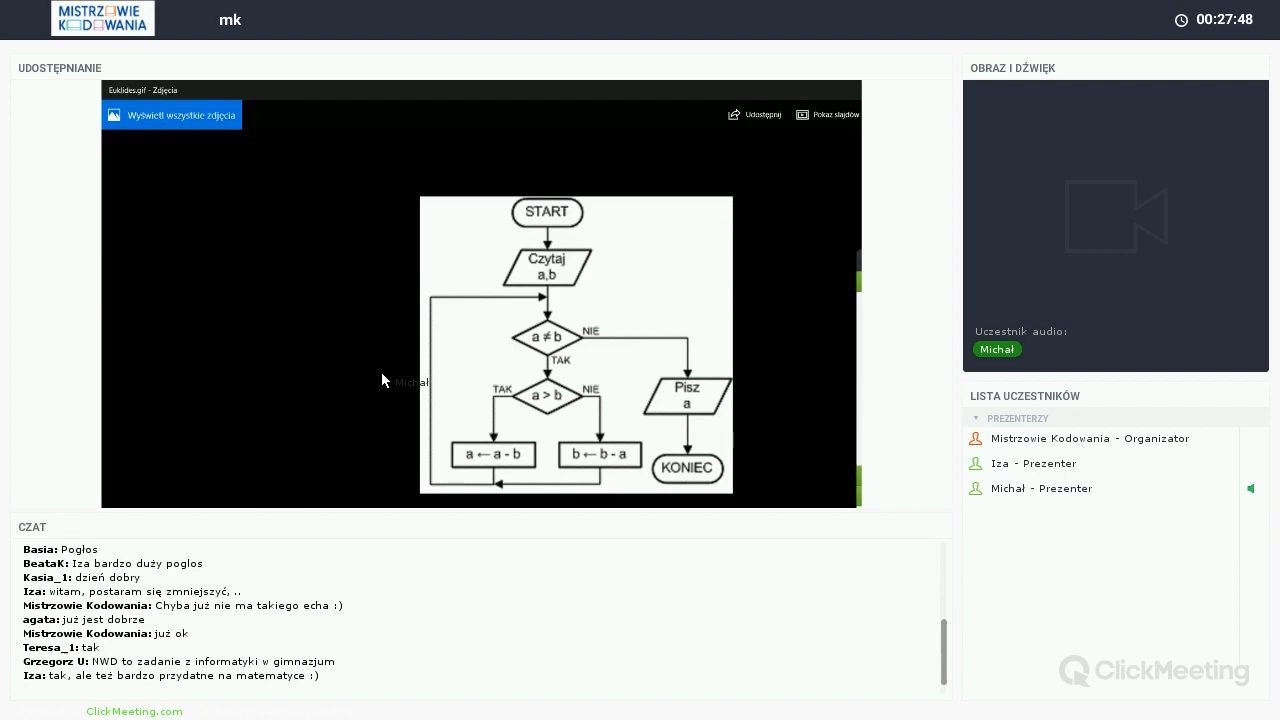 MISTRZOWIE
KODOWANIA
mk
00:27:48
UDOSTĘPNIANIE
Euklides.gif - Zdjęcia
Wyświetl wszystkie zdjęcia
Udostępnij
Pokaz slajdów
START
Czytaj
a,b
a ≠ b
NIE
TAK
a > b
TAK
NIE
Pisz
a
a ← a - b
b ← b - a
KONIEC
Michał
OBRAZ I DŹWIĘK
Uczestnik audio:
Michał
LISTA UCZESTNIKÓW
PREZENTERZY
Mistrzowie Kodowania - Organizator
Iza - Prezenter
Michał - Prezenter
CZAT
Basia: Pogłos
BeataK: Iza bardzo duży poglos
Kasia_1: dzień dobry
Iza: witam, postaram się zmniejszyć, ..
Mistrzowie Kodowania: Chyba już nie ma takiego echa :)
agata: już jest dobrze
Mistrzowie Kodowania: już ok
Teresa_1: tak
Grzegorz U: NWD to zadanie z informatyki w gimnazjum
Iza: tak, ale też bardzo przydatne na matematyce :)
ClickMeeting
ClickMeeting.com